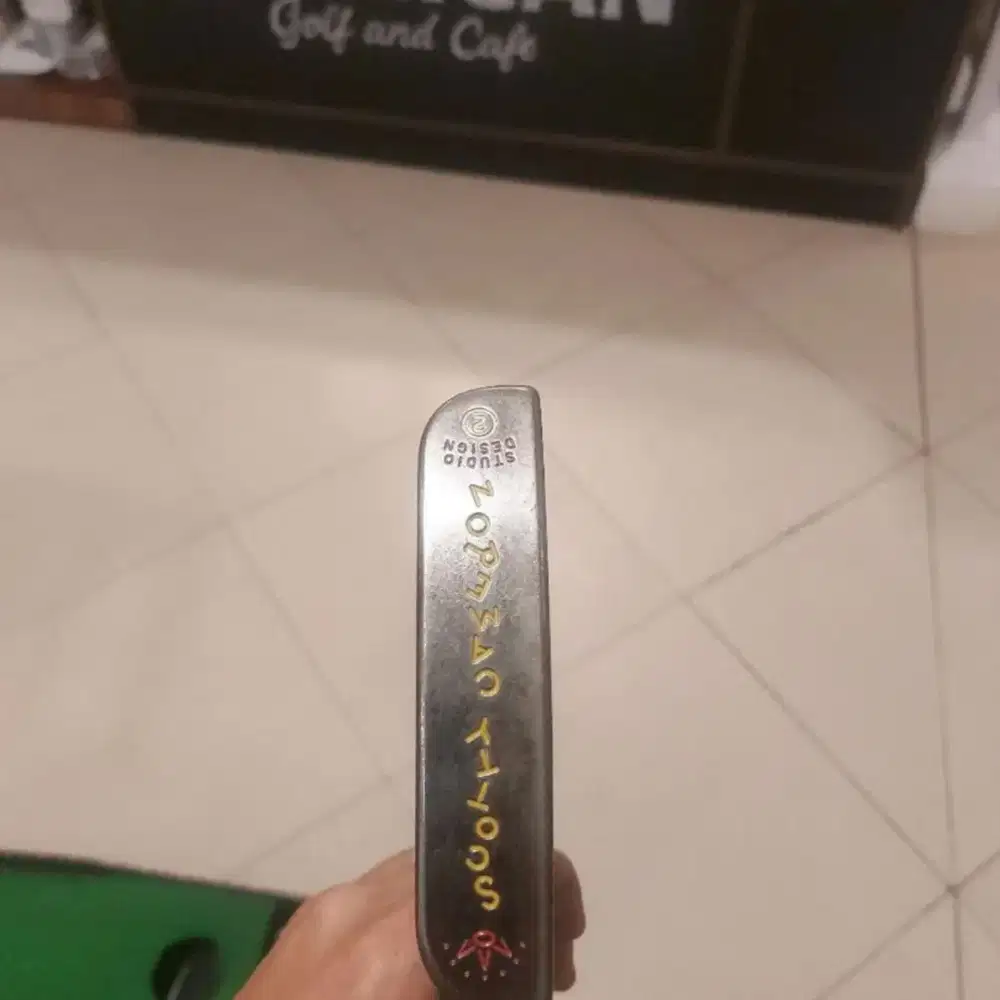 Golf and Cafe
STUDIO
DESIGN
2
SCOTTY CAMERON